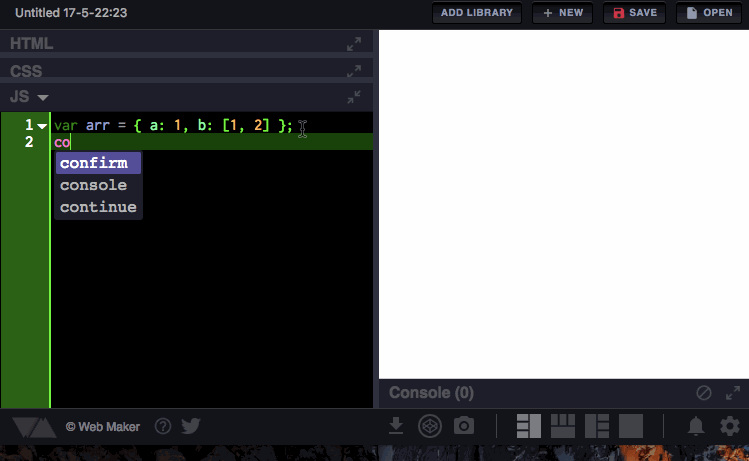 Untitled 17-5-22:23
ADD LIBRARY
+ NEW
SAVE
OPEN
HTML
CSS
JS
1 var arr = { a: 1, b: [1, 2] };
2 co
confirm
console
continue
Console (0)
© Web Maker
?